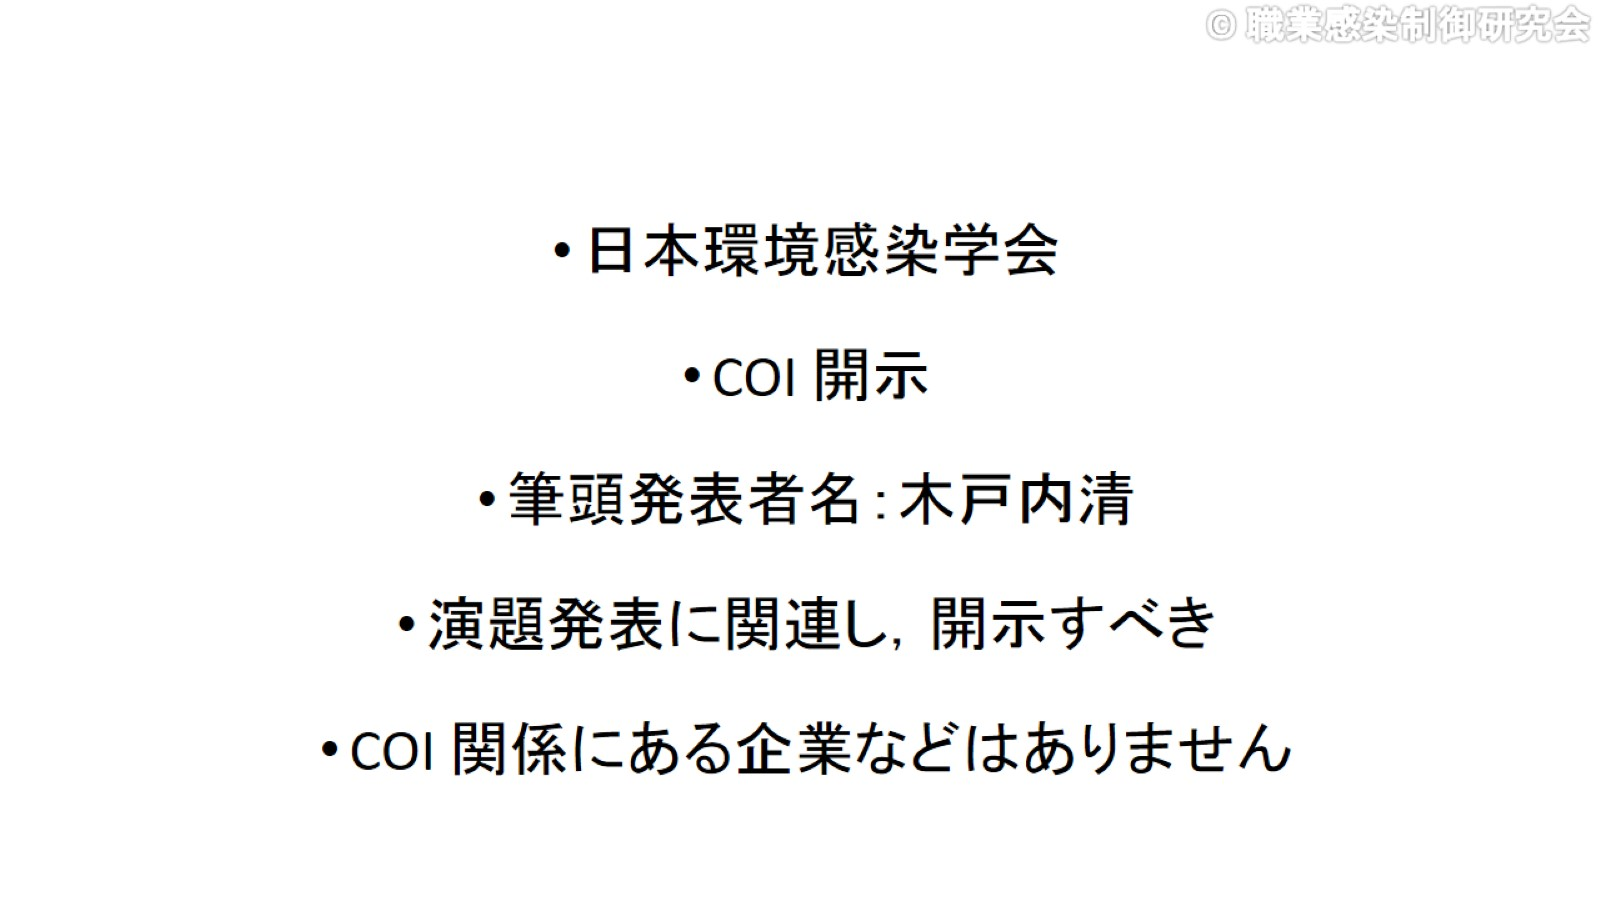 © 職業感染制御研究会
•日本環境感染学会
•COI 開示
•筆頭発表者名：木戸内清
•演題発表に関連し，開示すべき
•COI 関係にある企業などはありません